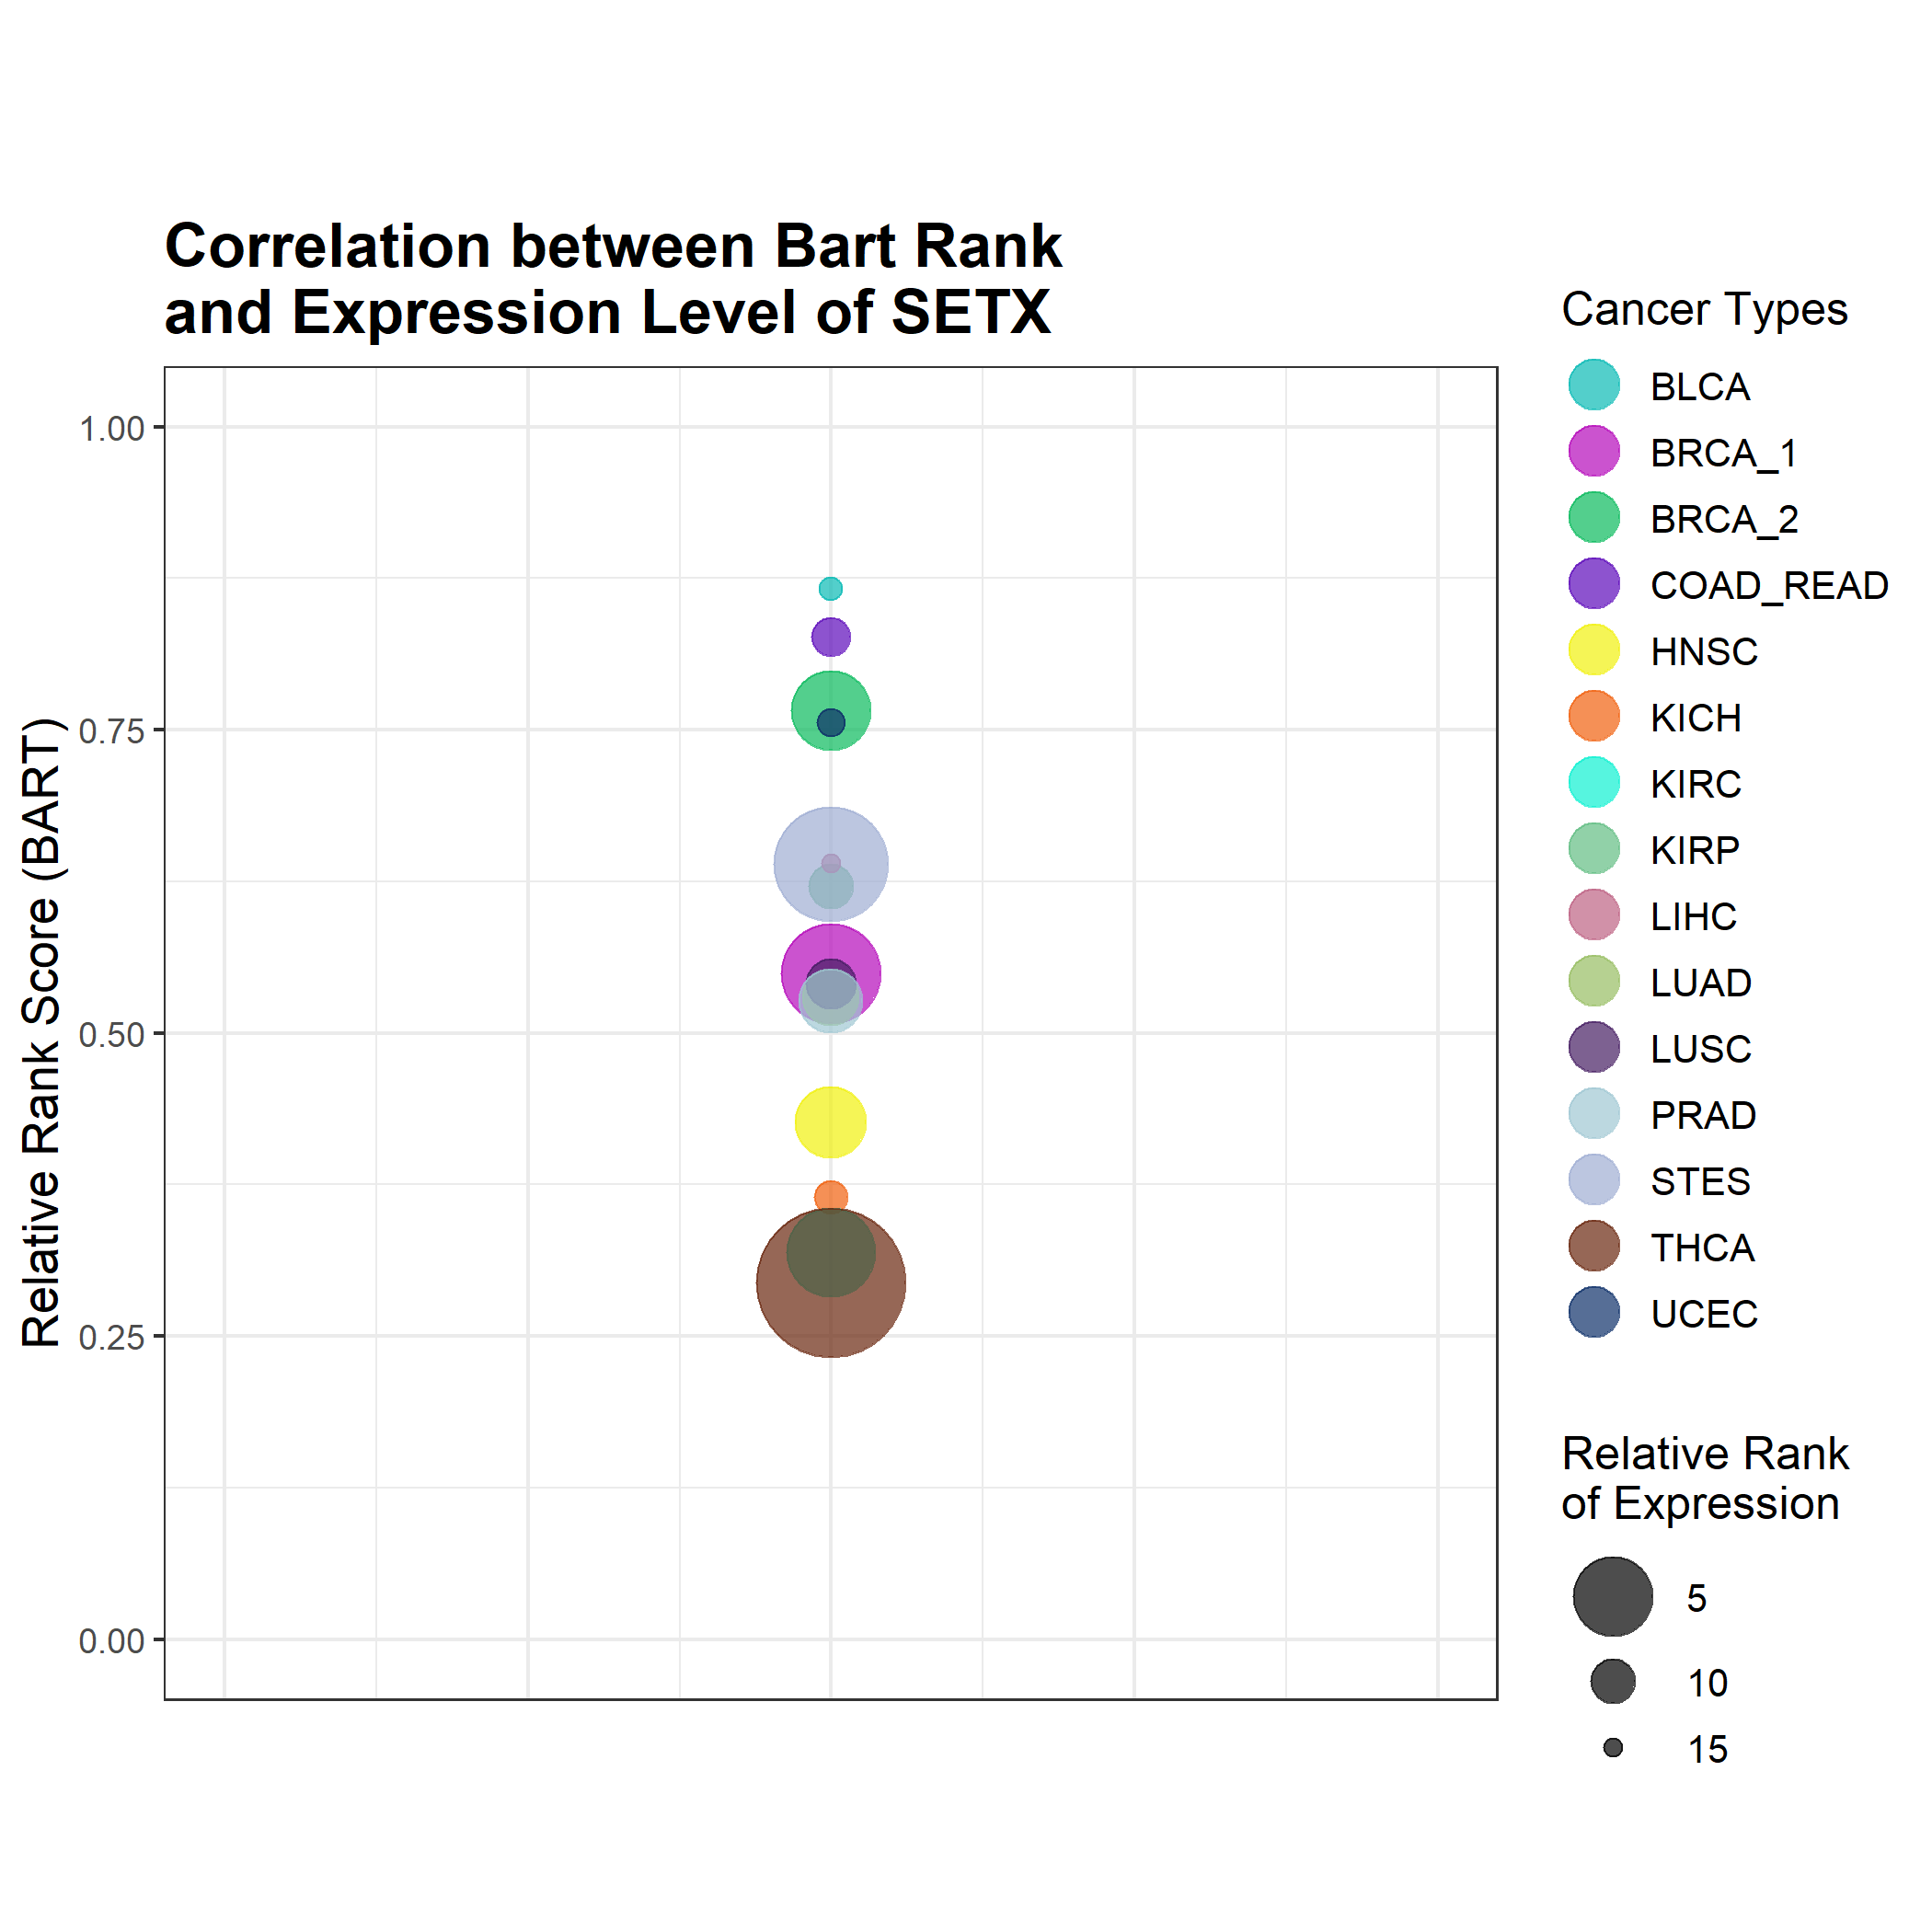 Correlation between Bart Rank
and Expression Level of SETX
Relative Rank Score (BART)
1.00
0.75
0.50
0.25
0.00
Cancer Types
BLCA
BRCA_1
BRCA_2
COAD_READ
HNSC
KICH
KIRC
KIRP
LIHC
LUAD
LUSC
PRAD
STES
THCA
UCEC
Relative Rank
of Expression
5
10
15